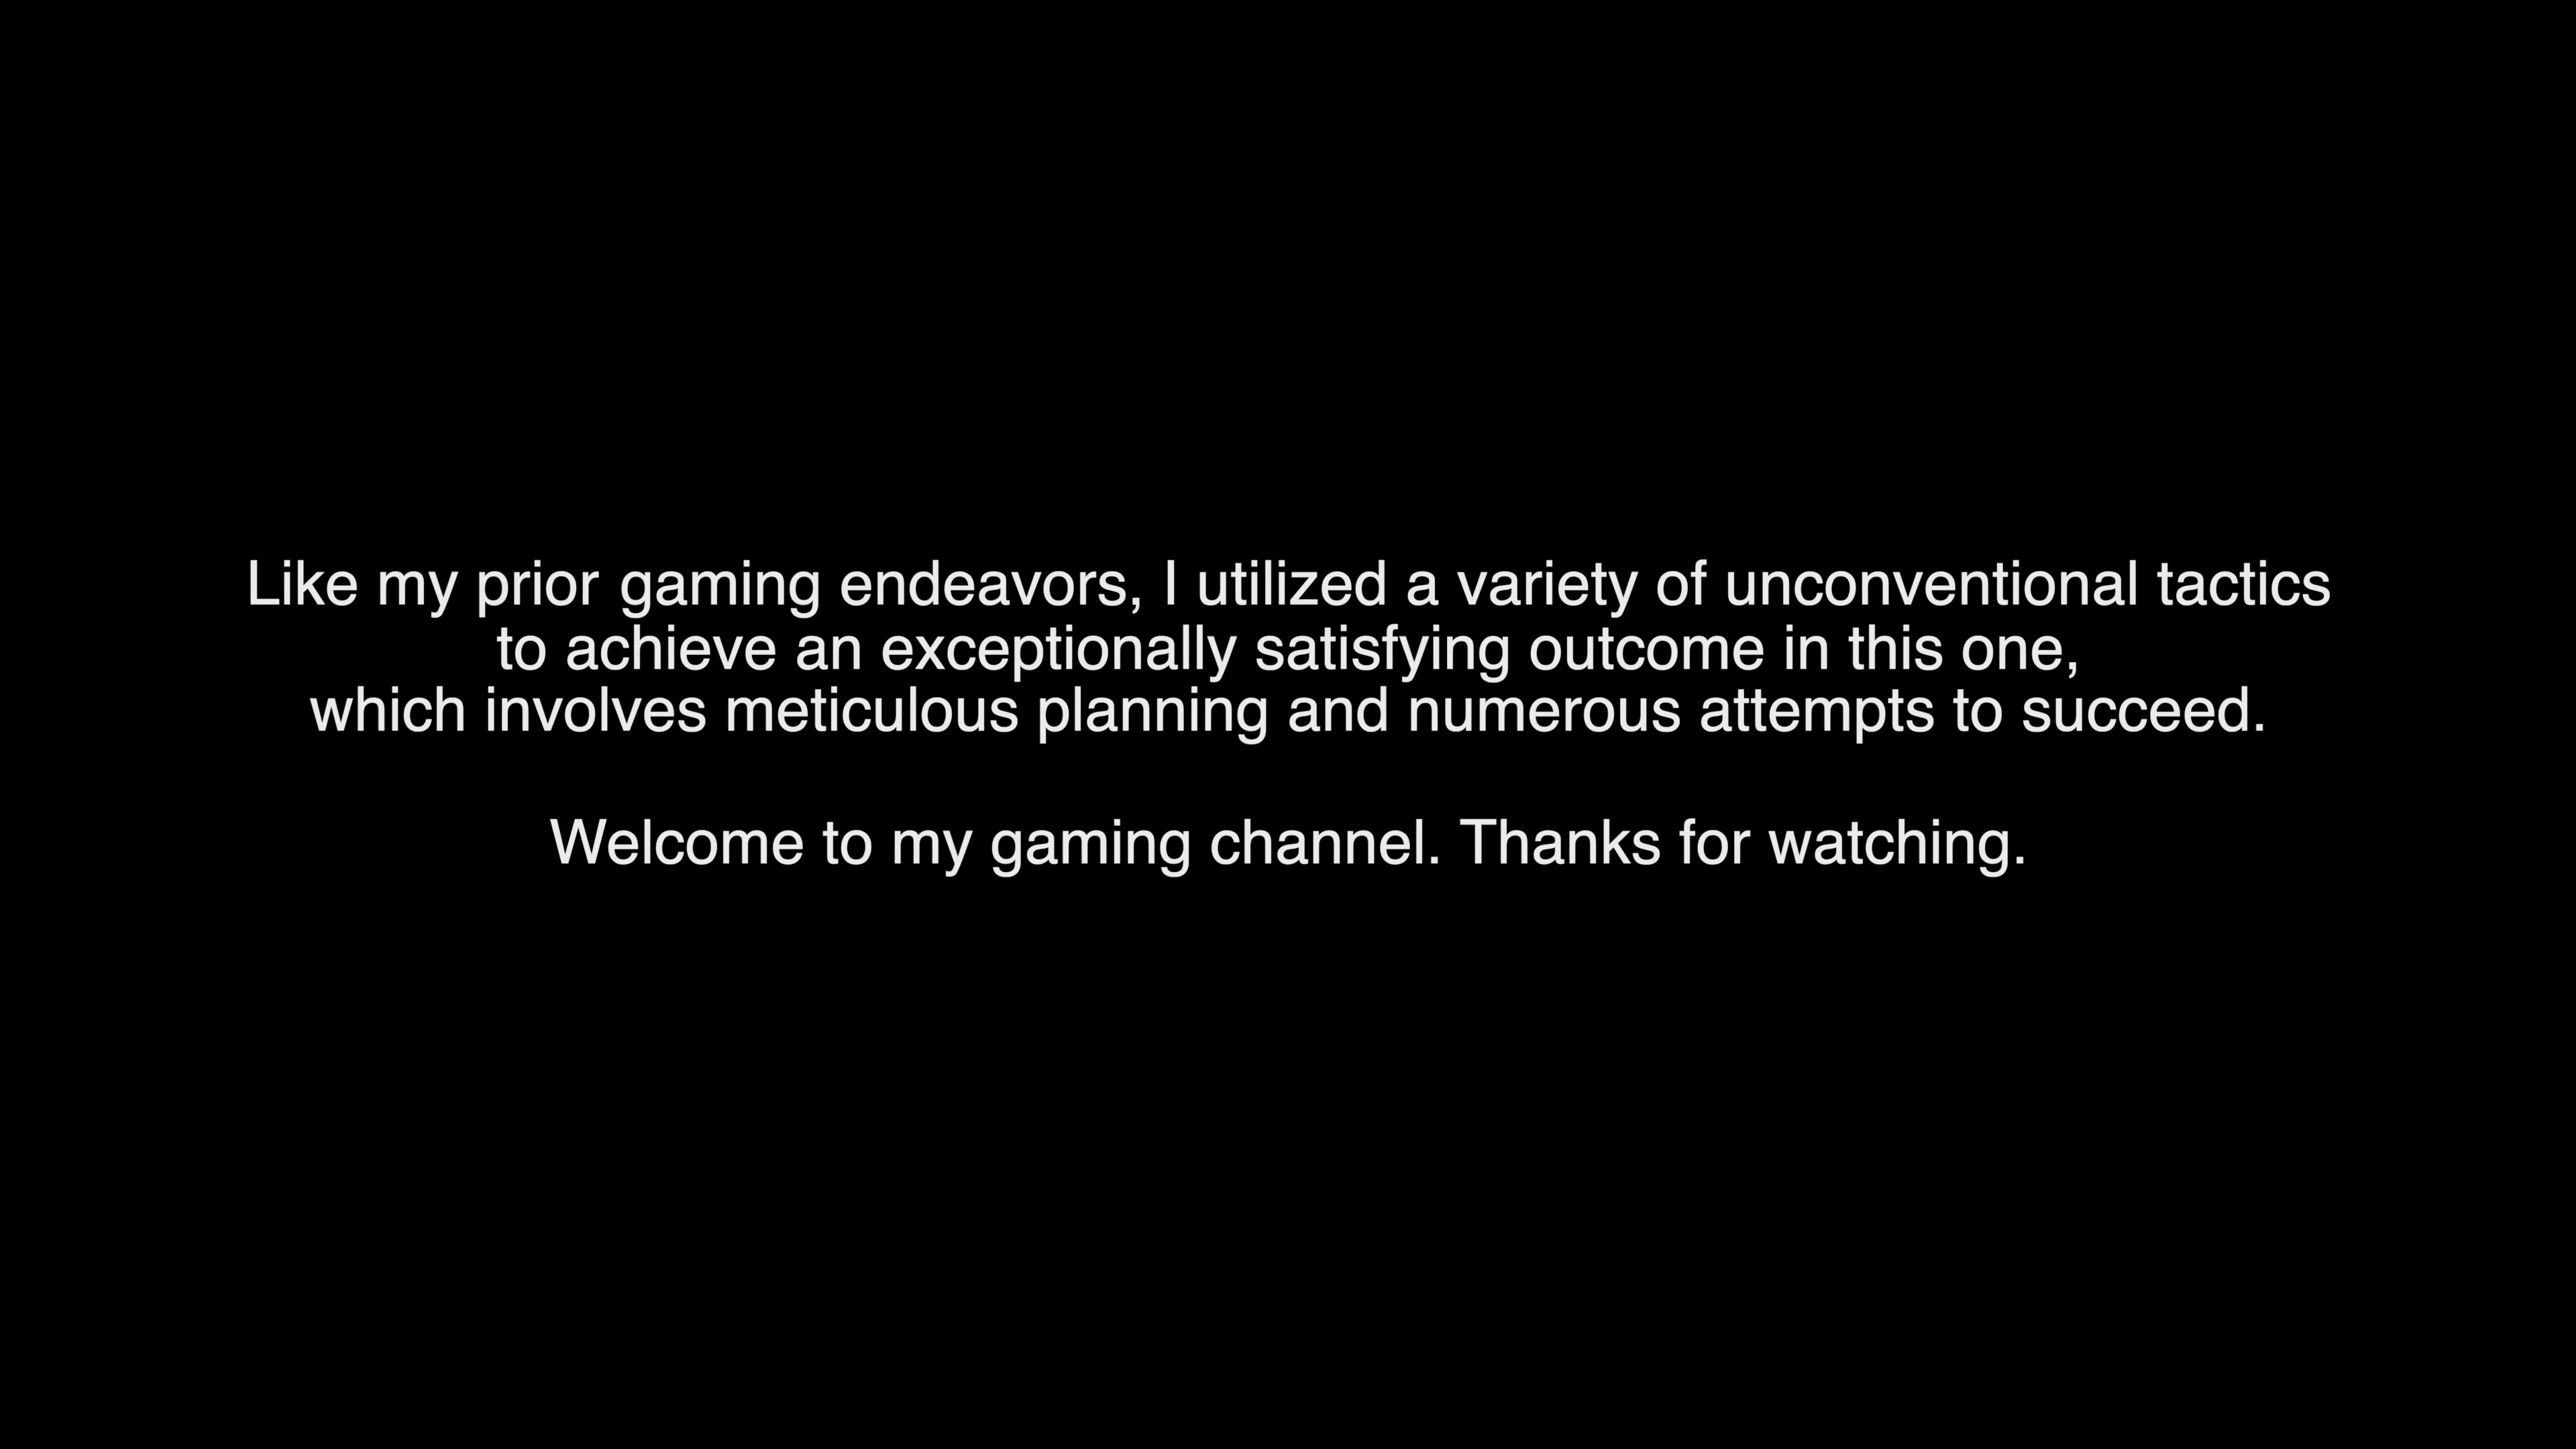 Like my prior gaming endeavors, I utilized a variety of unconventional tactics
to achieve an exceptionally satisfying outcome in this one,
which involves meticulous planning and numerous attempts to succeed.
Welcome to my gaming channel. Thanks for watching.